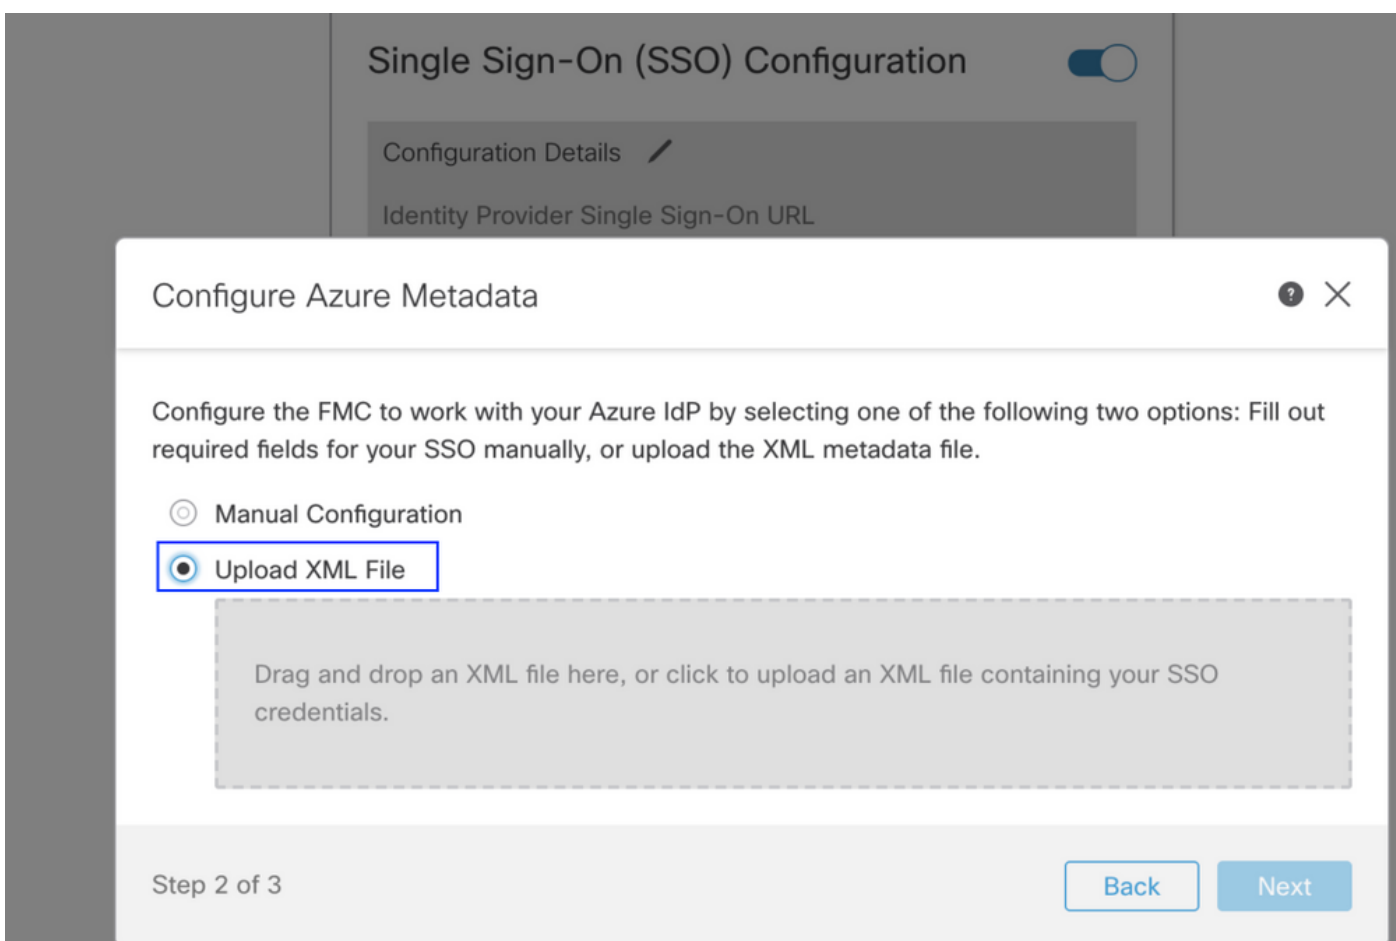 Single Sign-On (SSO) Configuration
Configuration Details
Identity Provider Single Sign-On URL
Configure Azure Metadata
?
Configure the FMC to work with your Azure IdP by selecting one of the following two options: Fill out
required fields for your SSO manually, or upload the XML metadata file.
Manual Configuration
Upload XML File
Drag and drop an XML file here, or click to upload an XML file containing your SSO
credentials.
Step 2 of 3
Back
Next